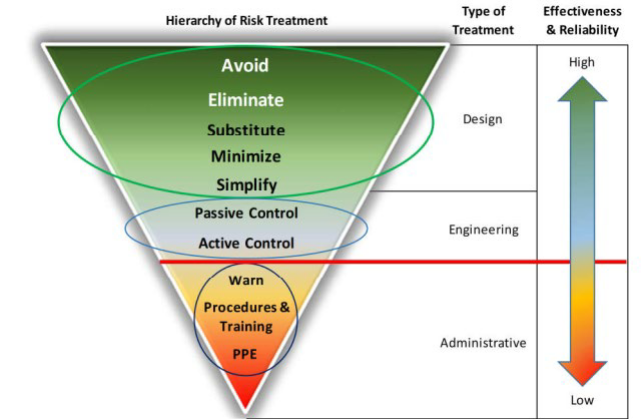 Hierarchy of Risk Treatment
Type of
Treatment
Effectiveness
& Reliability
Avoid
Eliminate
Substitute
Minimize
Simplify
Passive Control
Active Control
Warn
Procedures &
Training
PPE
Design
Engineering
Administrative
High
Low